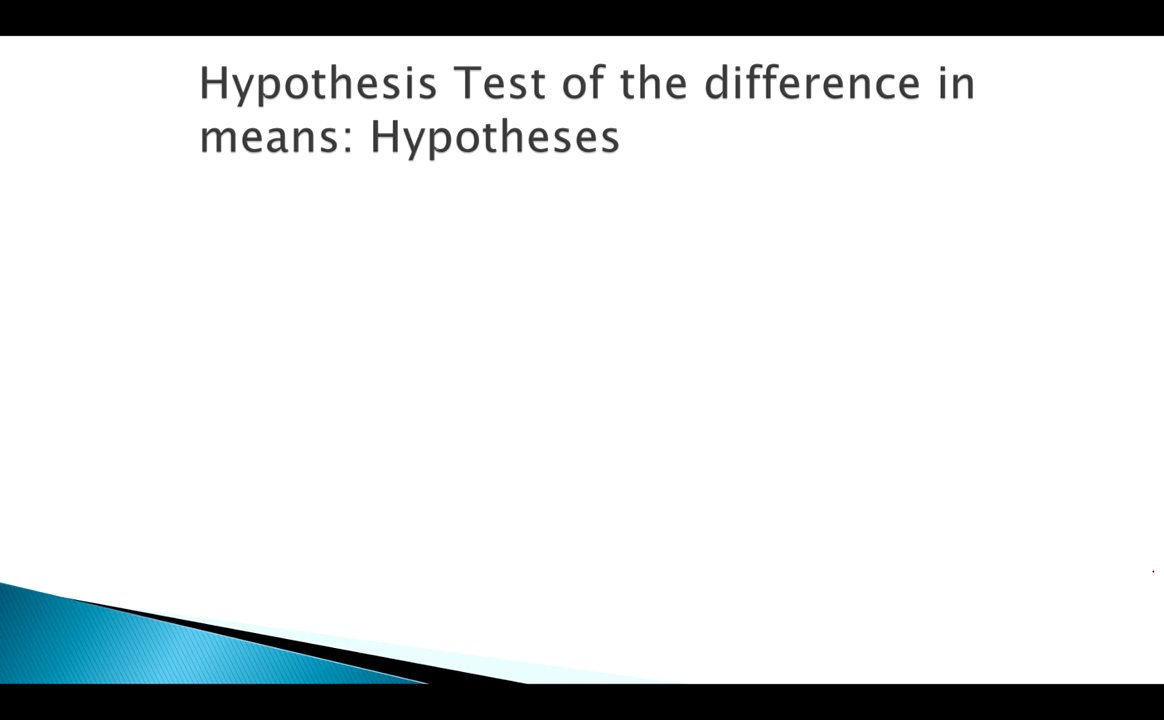 Hypothesis Test of the difference in
means: Hypotheses